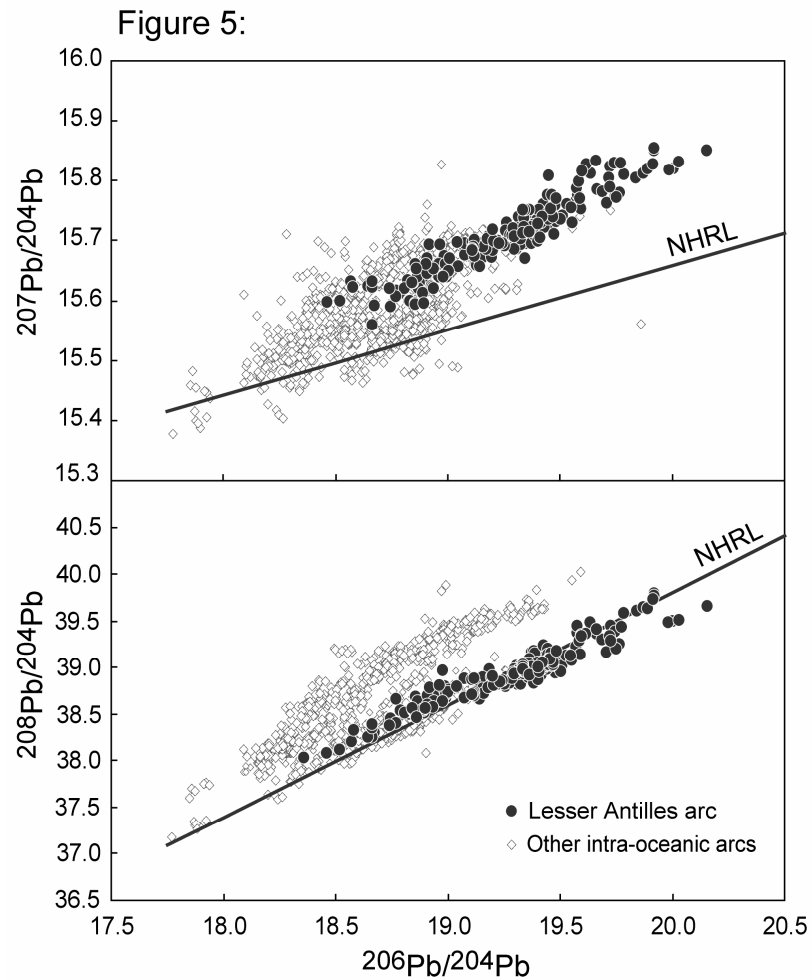 Figure 5:
16.0
15.9
15.8
15.7
15.6
15.5
15.4
15.3
207Pb/204Pb
NHRL
40.5
40.0
39.5
39.0
38.5
38.0
37.5
37.0
36.5
208Pb/204Pb
NHRL
Lesser Antilles arc
Other intra-oceanic arcs
17.5 18.0 18.5 19.0 19.5 20.0 20.5
206Pb/204Pb